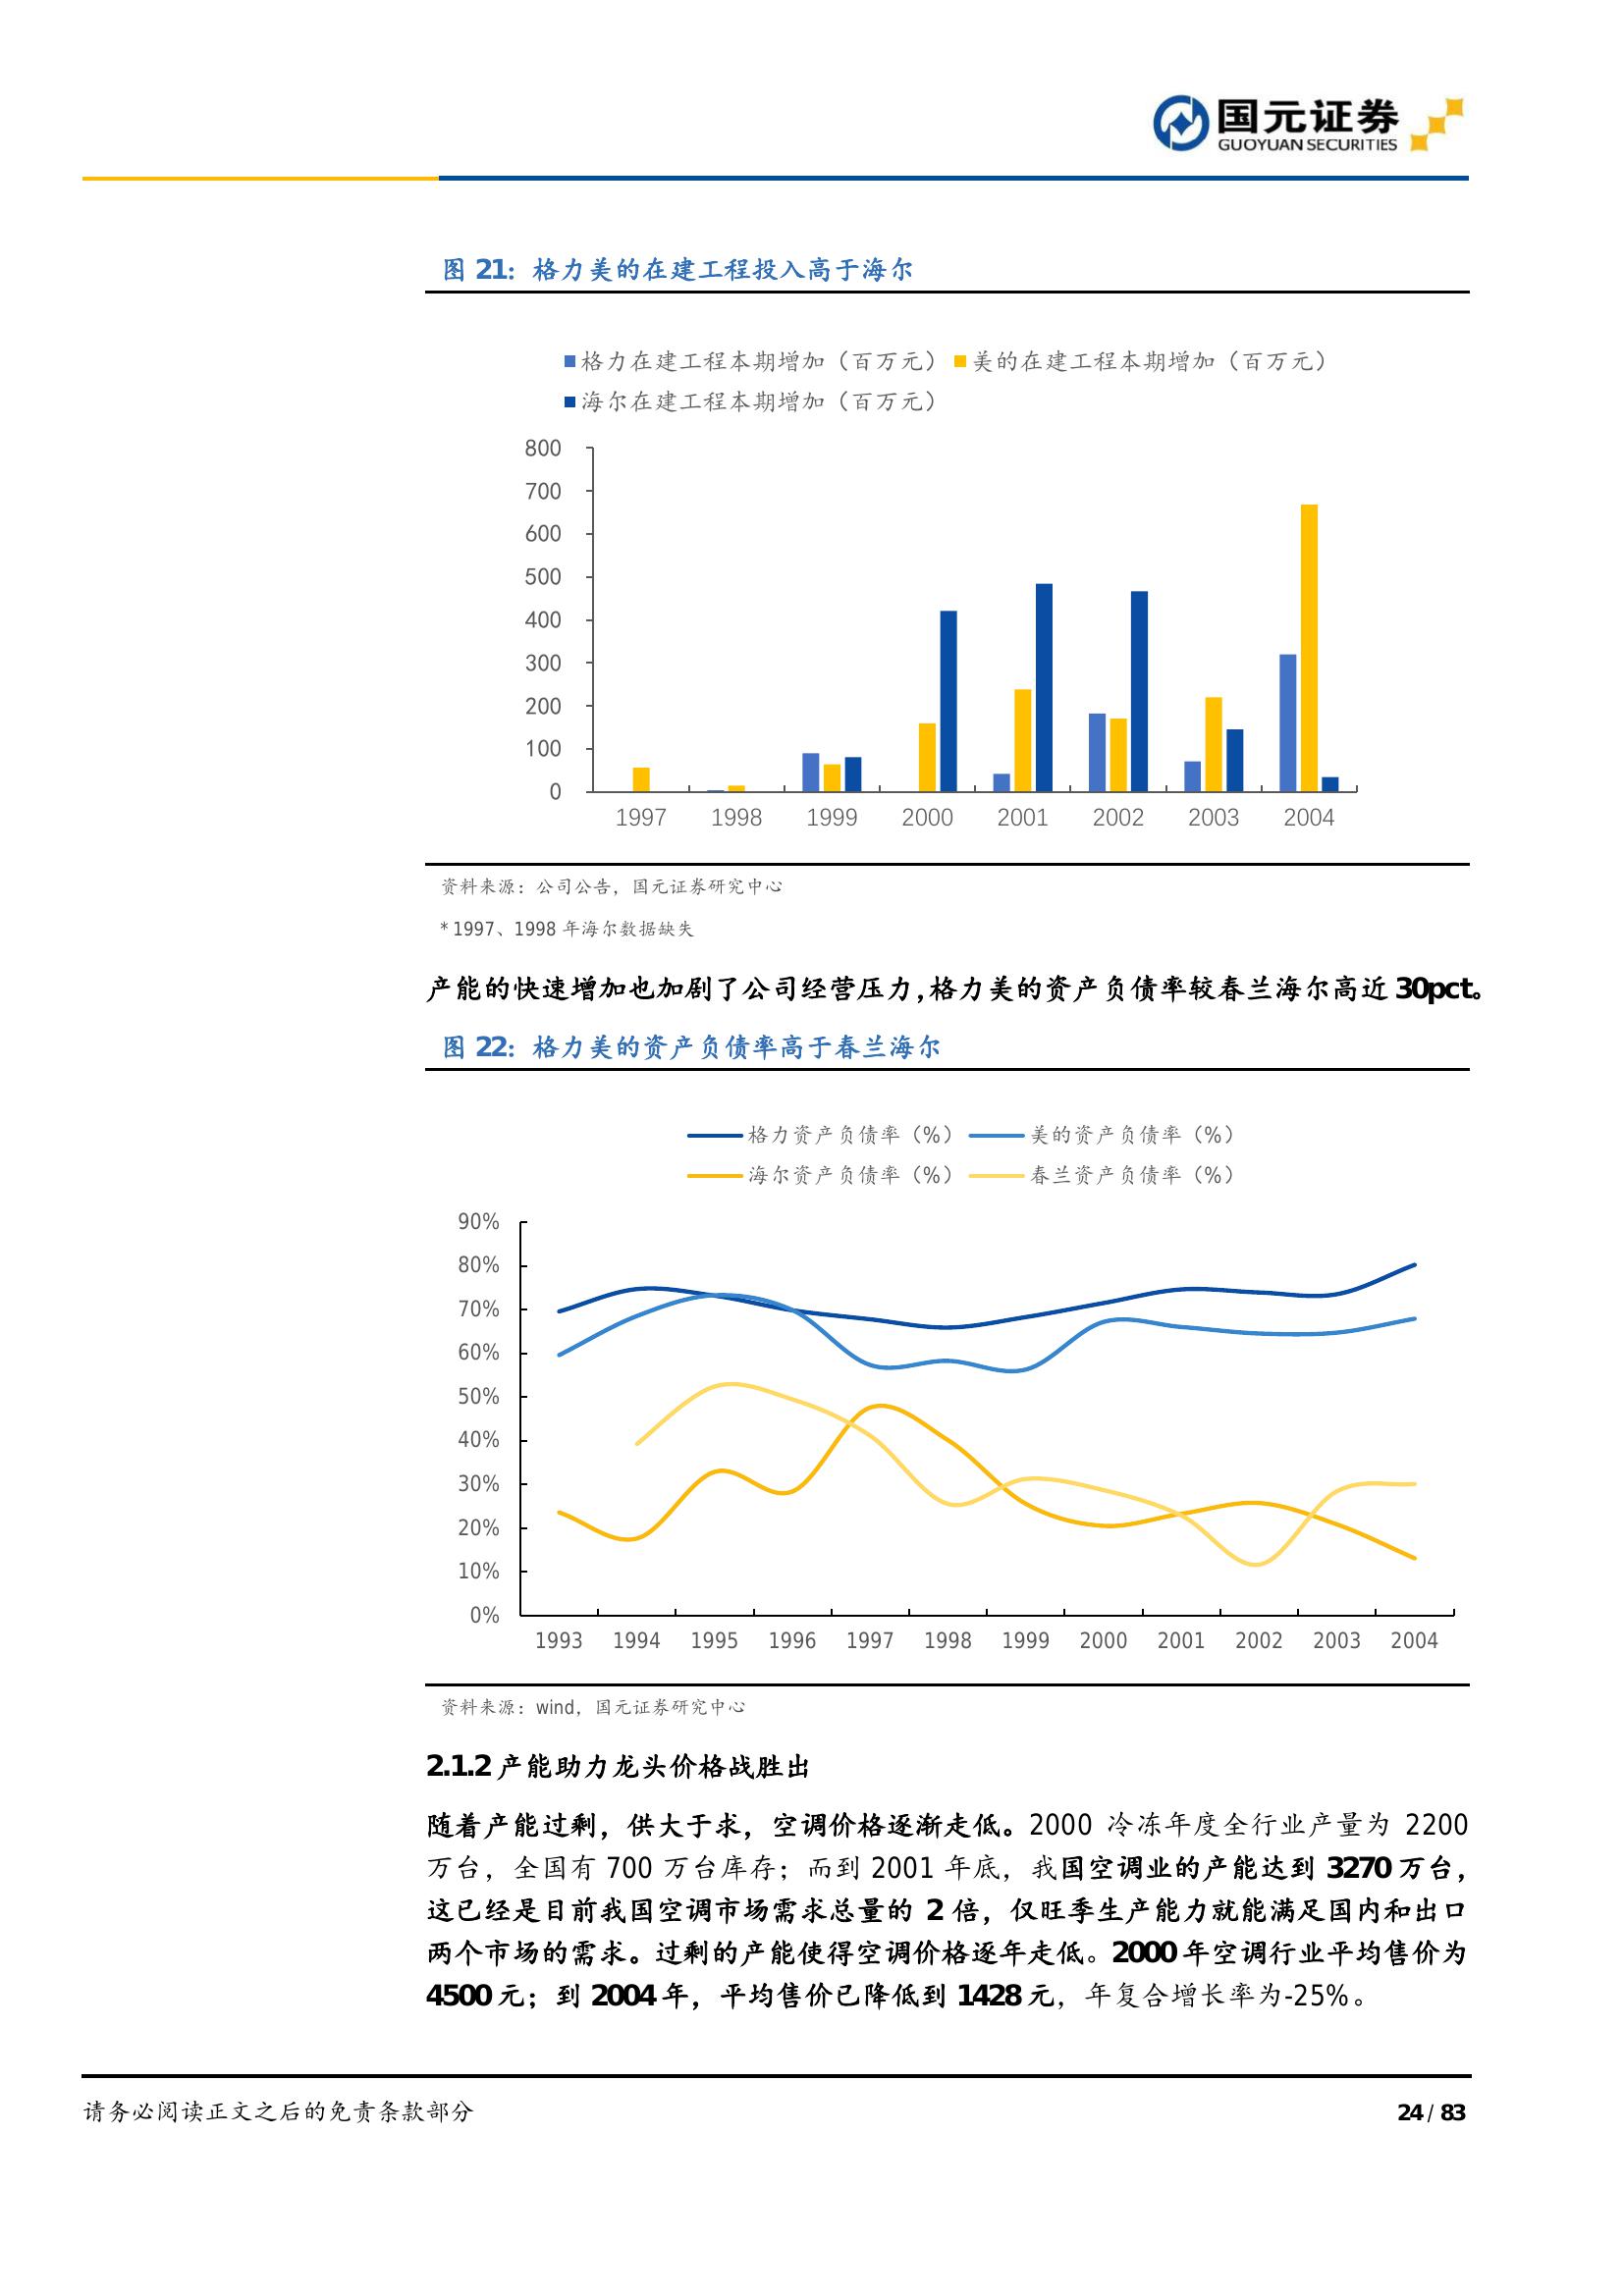 国元证券
GUOYUAN SECURITIES
图 21：格力美的在建工程投入高于海尔
格力在建工程本期增加（百万元） 美的在建工程本期增加（百万元）
海尔在建工程本期增加（百万元）
800
700
600
500
400
300
200
100
0
1997 1998 1999 2000 2001 2002 2003 2004
资料来源：公司公告，国元证券研究中心
* 1997、1998 年海尔数据缺失
产能的快速增加也加剧了公司经营压力，格力美的资产负债率较春兰海尔高近 30pct。
图 22：格力美的资产负债率高于春兰海尔
格力资产负债率（%） 美的资产负债率（%）
海尔资产负债率（%） 春兰资产负债率（%）
90%
80%
70%
60%
50%
40%
30%
20%
10%
0%
1993 1994 1995 1996 1997 1998 1999 2000 2001 2002 2003 2004
资料来源：wind，国元证券研究中心
2.1.2 产能助力龙头价格战胜出
随着产能过剩，供大于求，空调价格逐渐走低。2000 冷冻年度全行业产量为 2200
万台，全国有 700 万台库存；而到 2001 年底，我国空调业的产能达到 3270 万台，
这已经是目前我国空调市场需求总量的 2 倍，仅旺季生产能力就能满足国内和出口
两个市场的需求。过剩的产能使得空调价格逐年走低。2000 年空调行业平均售价为
4500 元；到 2004 年，平均售价已降低到 1428 元，年复合增长率为-25%。
请务必阅读正文之后的免责条款部分 24 / 83